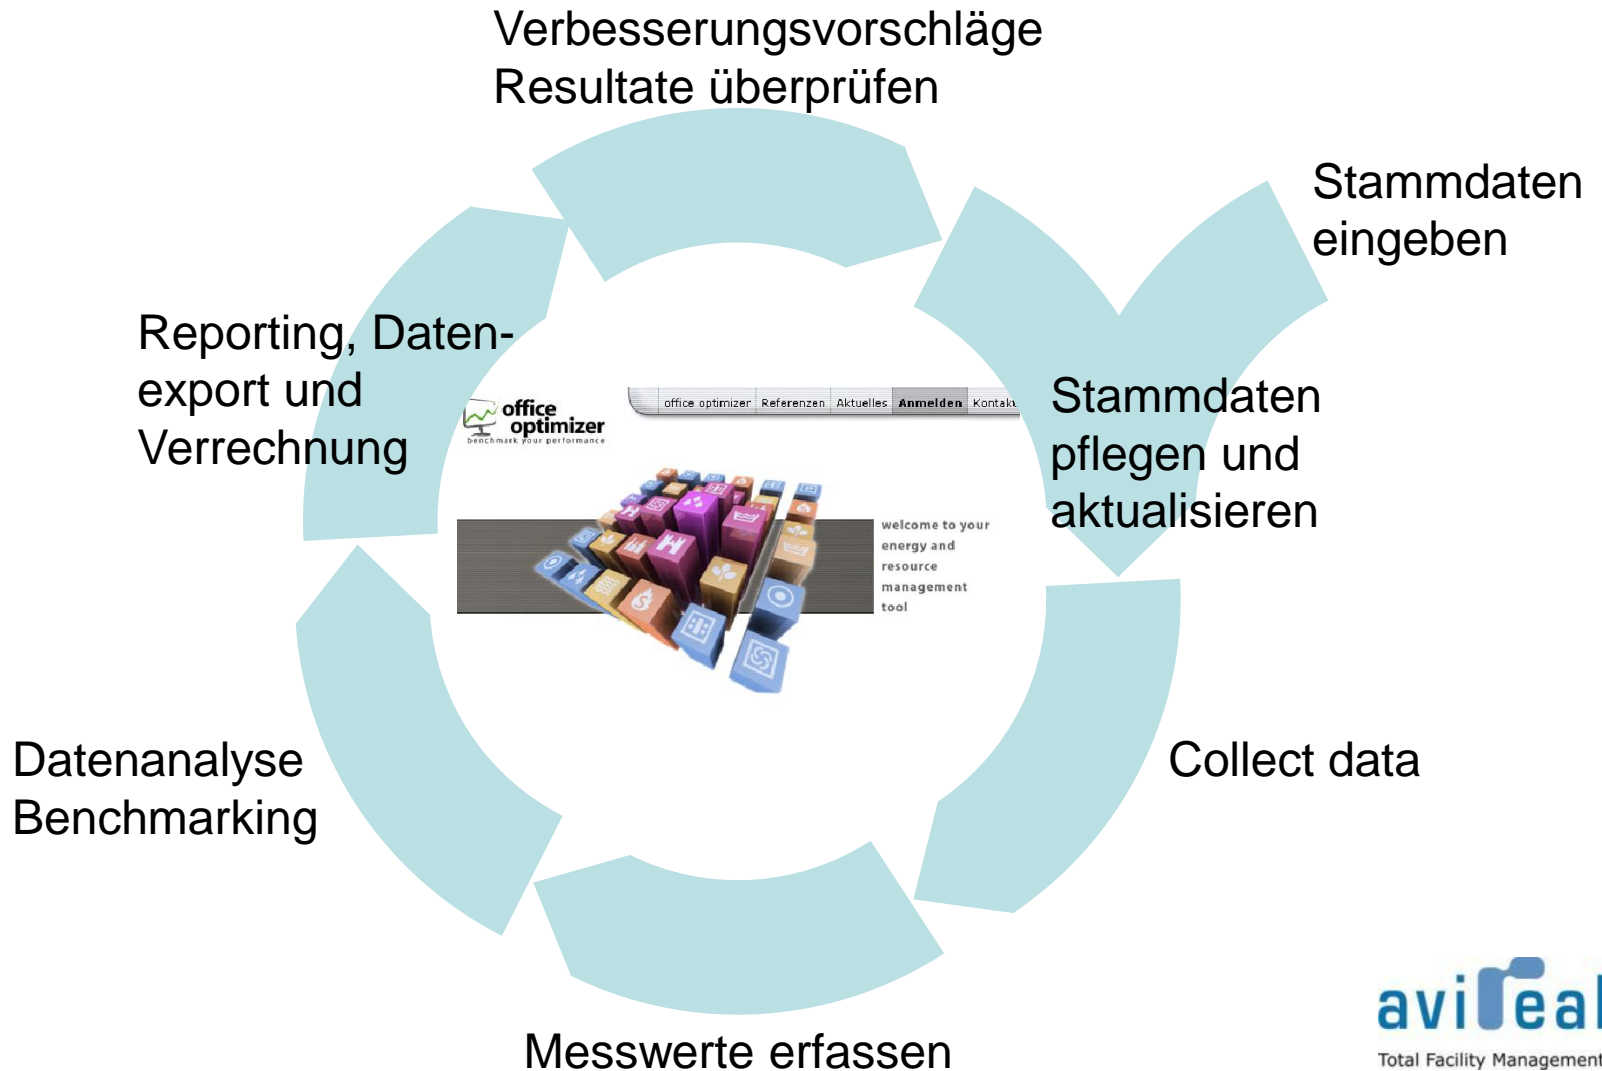 Verbesserungsvorschläge
Resultate überprüfen
Stammdaten
eingeben
Reporting, Daten-
export und
Verrechnung
office
optimizer
benchmark your performance
office optimizer Referenzen Aktuelles Anmelden
Stammdaten
pflegen und
aktualisieren
welcome to your
energy and
resource
management
tool
Datenanalyse
Benchmarking
Collect data
Messwerte erfassen
avireal
Total Facility Management